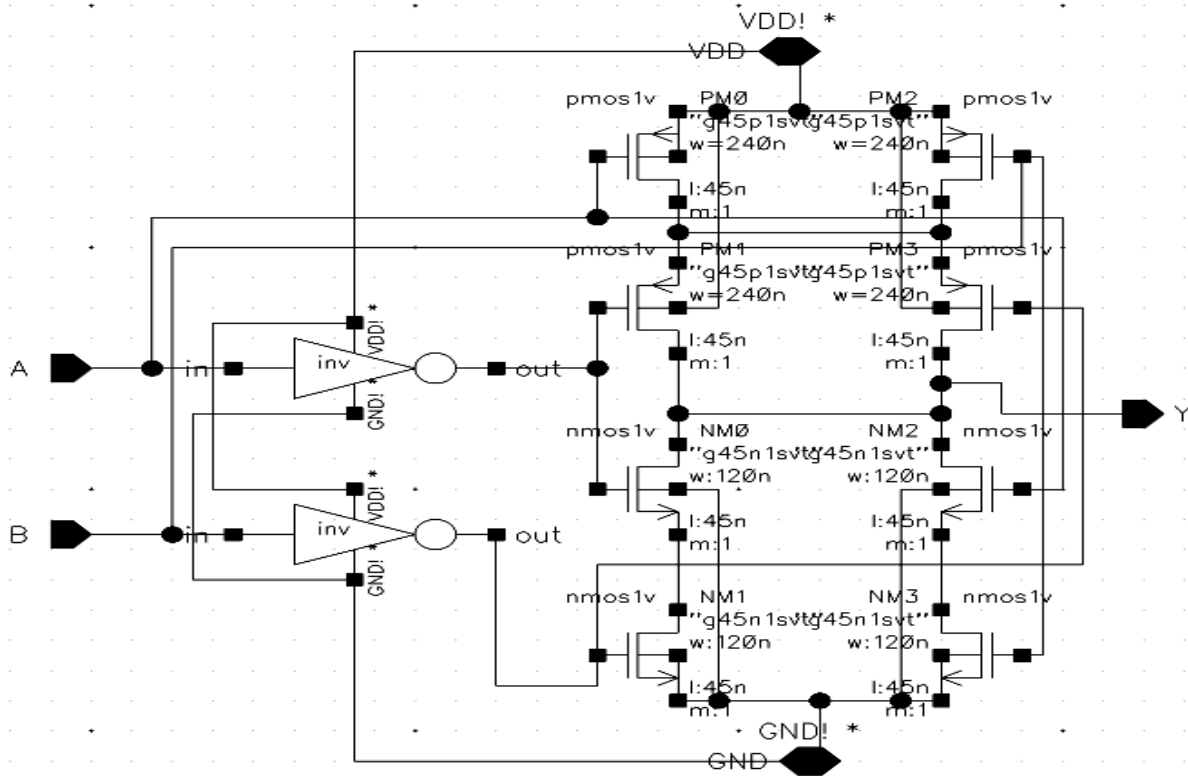 VDD! *
VDD
pmos1v PM0 PM2 pmos1v
"g45p1svt" "g45p1svt"
w=240n w=240n
l:45n l:45n
m:1 m:1
pmos1v PM1 PM3 pmos1v
"g45p1svt" "g45p1svt"
w=240n w=240n
VDD! *
A in inv out
l:45n l:45n
m:1 m:1
GND! *
Y
nmos1v NM0 NM2 nmos1v
"g45n1svt" "g45n1svt"
w:120n w:120n
VDD! *
B in inv out
l:45n l:45n
m:1 m:1
GND! *
nmos1v NM1 NM3 nmos1v
"g45n1svt" "g45n1svt"
w:120n w:120n
l:45n l:45n
m:1 m:1
GND! *
GND